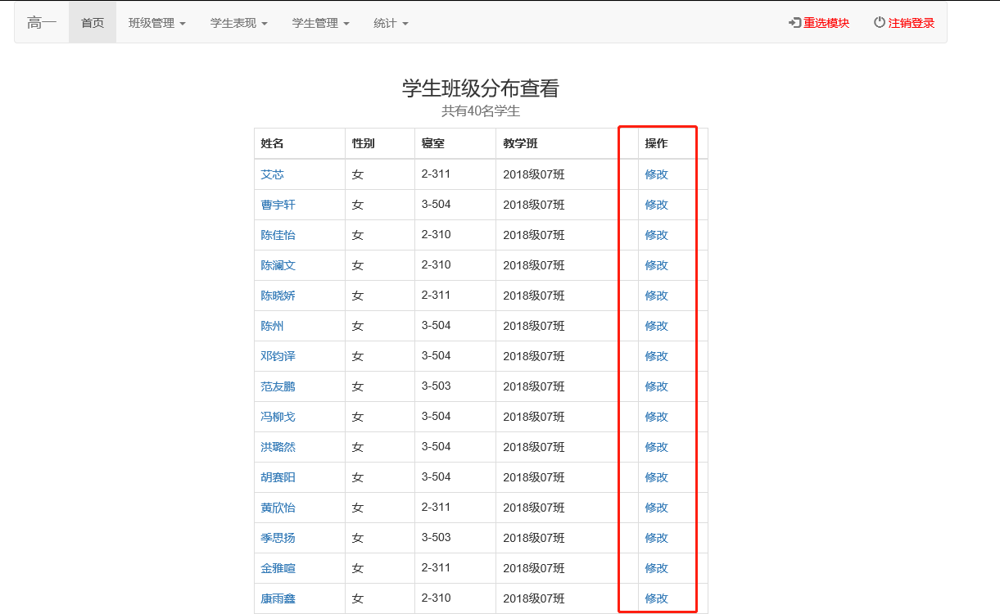 高一 首页 班级管理 学生表现 学生管理 统计 重选模块 注销登录
学生班级分布查看
共有40名学生
姓名 性别 寝室 教学班 操作
艾芯 女 2-311 2018级07班 修改
曹宇轩 女 3-504 2018级07班 修改
陈佳怡 女 2-310 2018级07班 修改
陈澜文 女 2-310 2018级07班 修改
陈晓娇 女 2-311 2018级07班 修改
陈州 女 3-504 2018级07班 修改
邓钧译 女 3-504 2018级07班 修改
范友鹏 女 3-503 2018级07班 修改
冯柳戈 女 3-504 2018级07班 修改
洪璐然 女 3-504 2018级07班 修改
胡赛阳 女 3-504 2018级07班 修改
黄欣怡 女 2-311 2018级07班 修改
季思扬 女 3-503 2018级07班 修改
金雅喧 女 2-311 2018级07班 修改
康雨鑫 女 2-310 2018级07班 修改